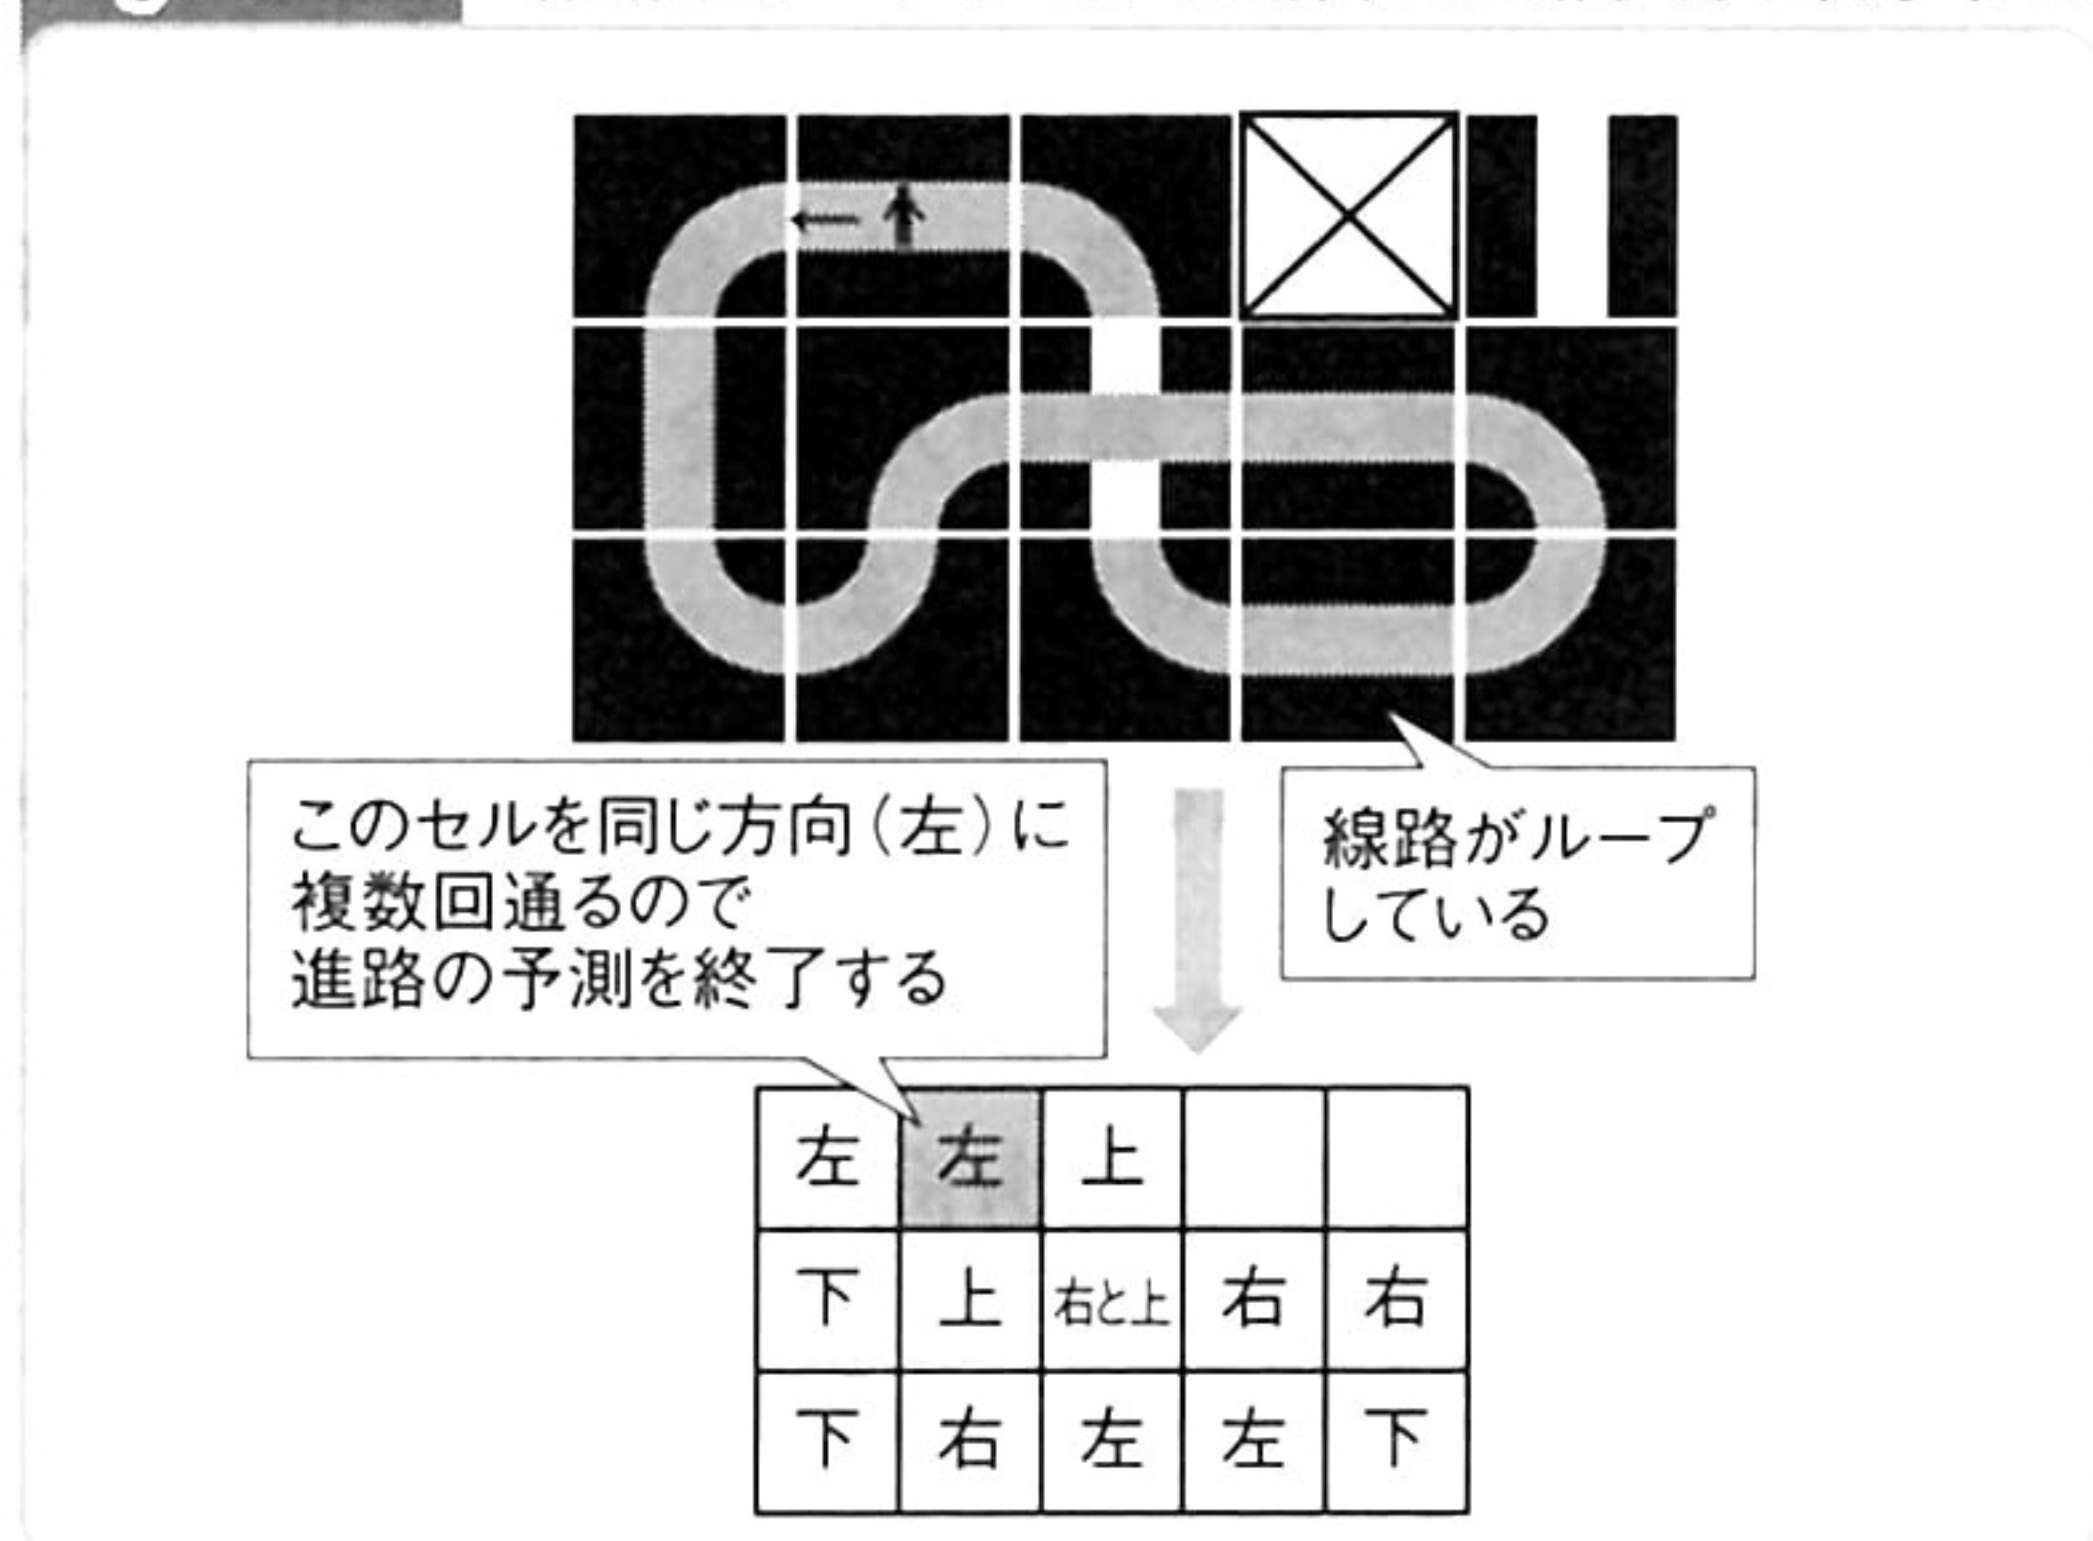 このセルを同じ方向（左）に
複数回通るので
進路の予測を終了する
線路がループ
している
左 左 上
下 上 右と上 右 右
下 右 左 左 下